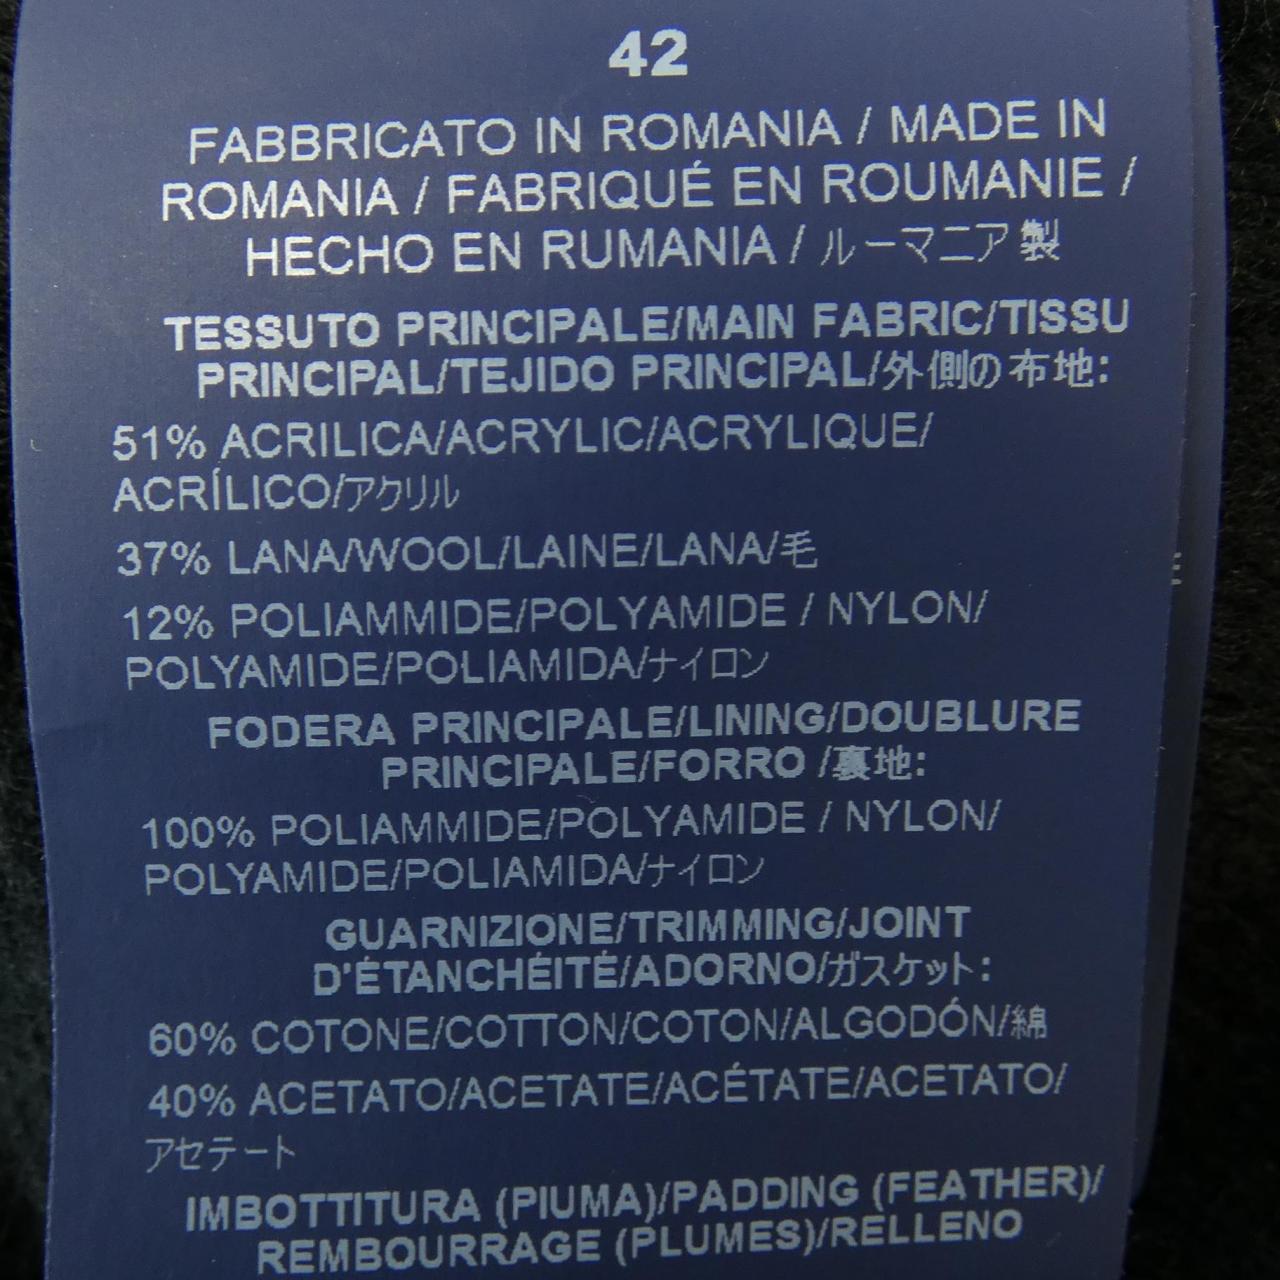 42
FABBRICATO IN ROMANIA / MADE IN
ROMANIA / FABRIQUÉ EN ROUMANIE /
HECHO EN RUMANIA / ルーマニア製
TESSUTO PRINCIPALE/MAIN FABRIC/TISSU
PRINCIPAL/TEJIDO PRINCIPAL/外側の布地:
51% ACRILICA/ACRYLIC/ACRYLIQUE/
ACRÍLICO/アクリル
37% LANA/WOOL/LAINE/LANA/毛
12% POLIAMMIDE/POLYAMIDE / NYLON/
POLYAMIDE/POLIAMIDA/ナイロン
FODERA PRINCIPALE/LINING/DOUBLURE
PRINCIPALE/FORRO /裏地:
100% POLIAMMIDE/POLYAMIDE / NYLON/
POLYAMIDE/POLIAMIDA/ナイロン
GUARNIZIONE/TRIMMING/JOINT
D'ÉTANCHÉITÉ/ADORNO/ガスケット:
60% COTONE/COTTON/COTON/ALGODÓN/綿
40% ACETATO/ACETATE/ACÉTATE/ACETATO/
アセテート
IMBOTTITURA (PIUMA)/PADDING (FEATHER)/
REMBOURRAGE (PLUMES)/RELLENO